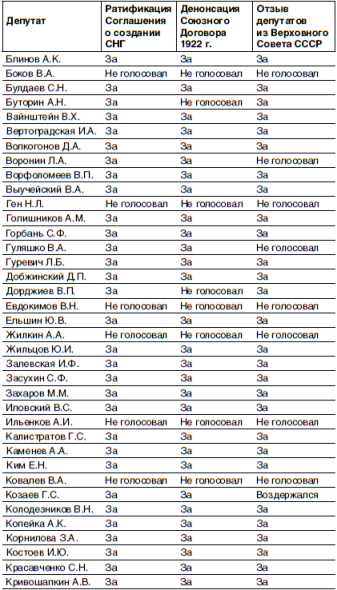 Депутат Ратификация Соглашения о создании СНГ Денонсация Союзного Договора 1922 г. Отзыв депутатов из Верховного Совета СССР
Блинов А.К. За За За
Боков В.А. Не голосовал Не голосовал Не голосовал
Булдаев С.Н. За За За
Буторин А.Н. За Не голосовал За
Вайнштейн В.Х. За За За
Вертоградская И.А. За За За
Волкогонов Д.А. За За За
Воронин Л.А. За За Не голосовал
Ворфоломеев В.П. За За За
Выучейский В.А. За За За
Ген Н.Л. Не голосовал Не голосовал Не голосовал
Голишников А.М. За За За
Горбань С.Ф. За За За
Гуляшко В.А. За За Не голосовал
Гуревич Л.Б. За За За
Добжинский Д.П. За За За
Дорджиев В.П. За Не голосовал За
Евдокимов В.Н. Не голосовал Не голосовал Не голосовал
Ельшин Ю.В. За За За
Жилкин А.А. Не голосовал Не голосовал Не голосовал
Жильцов Ю.И. За За За
Залевская И.Ф. За За За
Засухин С.Ф. За За За
Захаров М.М. За За За
Иловский В.С. За За За
Ильенков А.И. Не голосовал Не голосовал Не голосовал
Калистратов Г.С. За За За
Каменев А.А. За За За
Ким Е.Н. За За За
Ковалев В.А. Не голосовал Не голосовал Не голосовал
Козаев Г.С. За За Воздержался
Колодезников В.Н. За За За
Копейка А.К. За За За
Корнилова З.А. За За За
Костоев И.Ю. За За За
Красавченко С.Н. За За За
Кривошапкин А.В. За За За